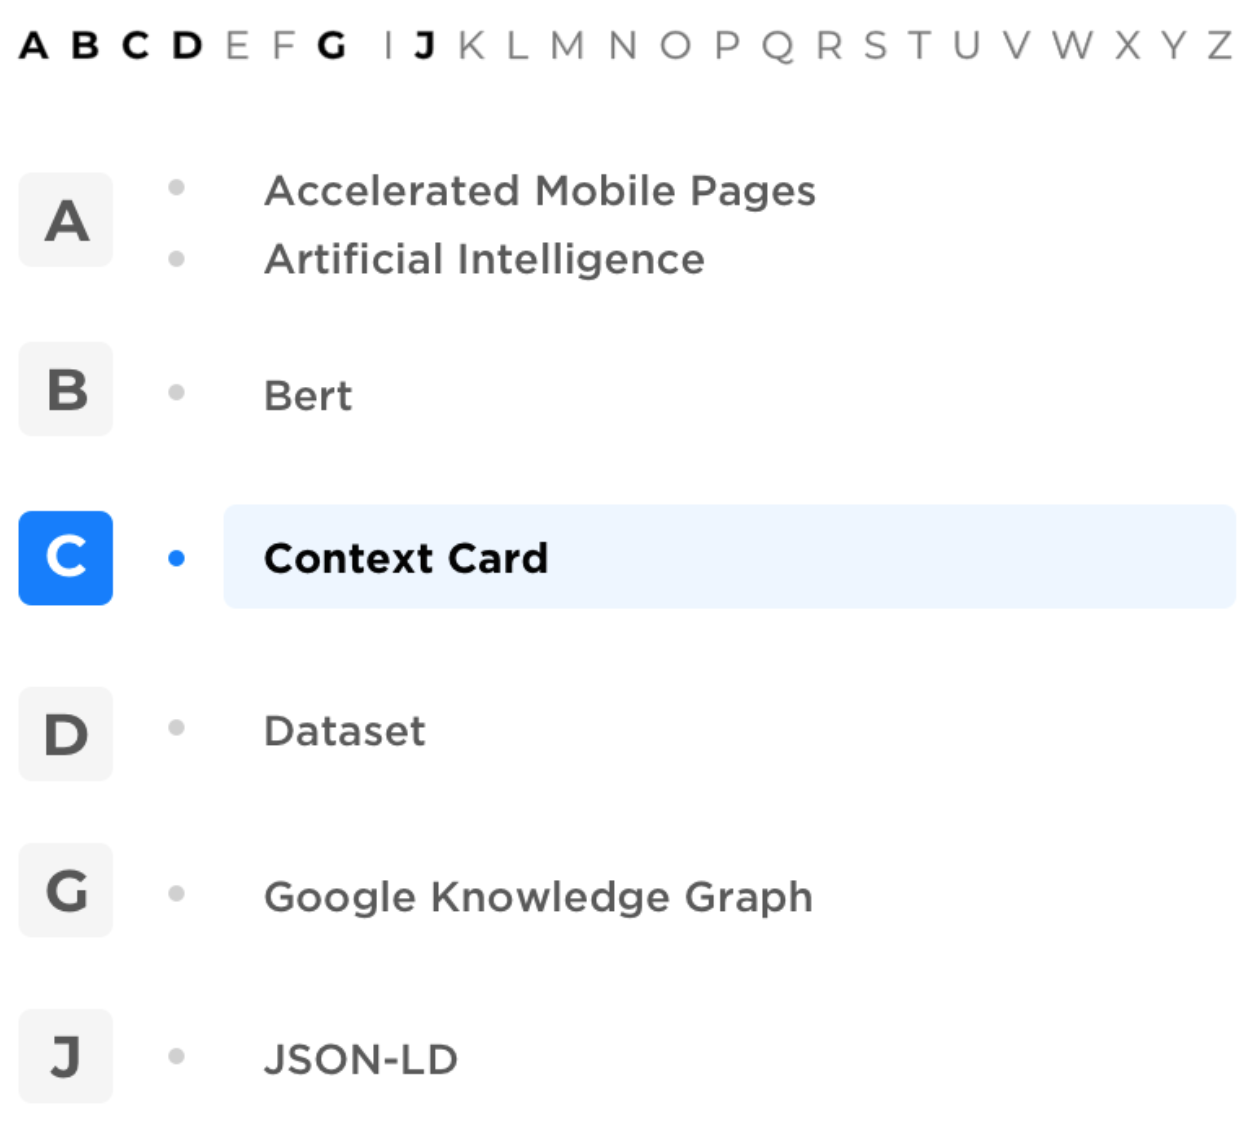 A B C D E F G I J K L M N O P Q R S T U V W X Y Z
A
Accelerated Mobile Pages
Artificial Intelligence
B
Bert
C
Context Card
D
Dataset
G
Google Knowledge Graph
J
JSON-LD